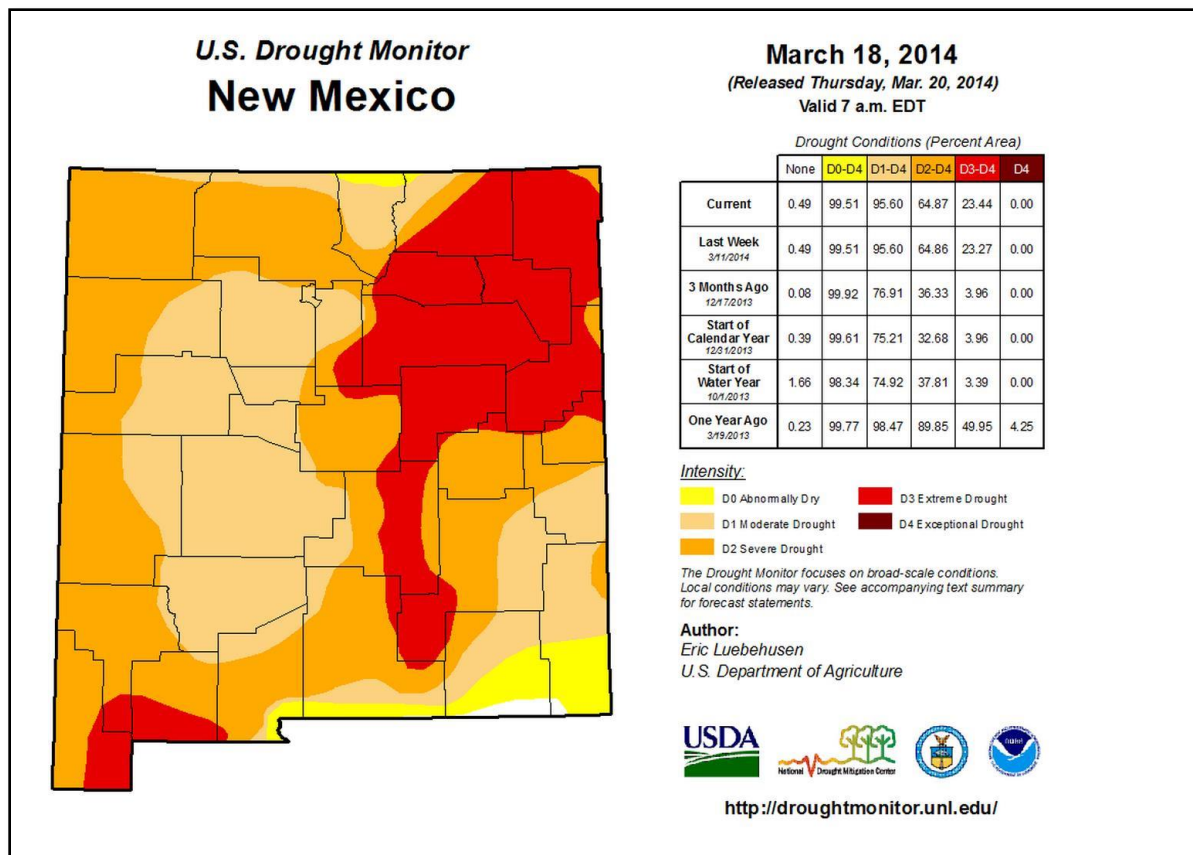 U.S. Drought Monitor
New Mexico
March 18, 2014
(Released Thursday, Mar. 20, 2014)
Valid 7 a.m. EDT
Drought Conditions (Percent Area)
None D0-D4 D1-D4 D2-D4 D3-D4 D4
Current 0.49 99.51 95.60 64.87 23.44 0.00
Last Week
3/11/2014 0.49 99.51 95.60 64.86 23.27 0.00
3 Months Ago
12/17/2013 0.08 99.92 76.91 36.33 3.96 0.00
Start of
Calendar Year
12/31/2013 0.39 99.61 75.21 32.68 3.96 0.00
Start of
Water Year
10/1/2013 1.66 98.34 74.92 37.81 3.39 0.00
One Year Ago
3/19/2013 0.23 99.77 98.47 89.85 49.95 4.25
Intensity:
D0 Abnormally Dry
D1 Moderate Drought
D2 Severe Drought
D3 Extreme Drought
D4 Exceptional Drought
The Drought Monitor focuses on broad-scale conditions.
Local conditions may vary. See accompanying text summary
for forecast statements.
Author:
Eric Luebehusen
U.S. Department of Agriculture
USDA
National Drought Mitigation Center
noaa
http://droughtmonitor.unl.edu/